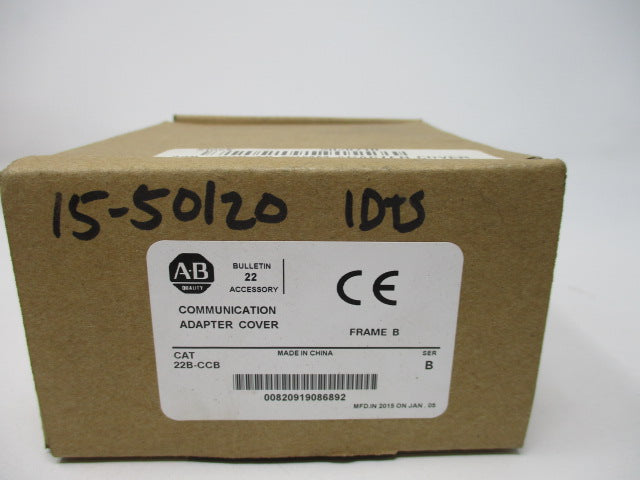 15-50120 1DTS
A-B
QUALITY
BULLETIN
22
ACCESSORY
CE
COMMUNICATION
ADAPTER COVER
FRAME B
CAT
22B-CCB
MADE IN CHINA
SER
B
00820919086892
MFD.IN 2015 ON JAN . 05